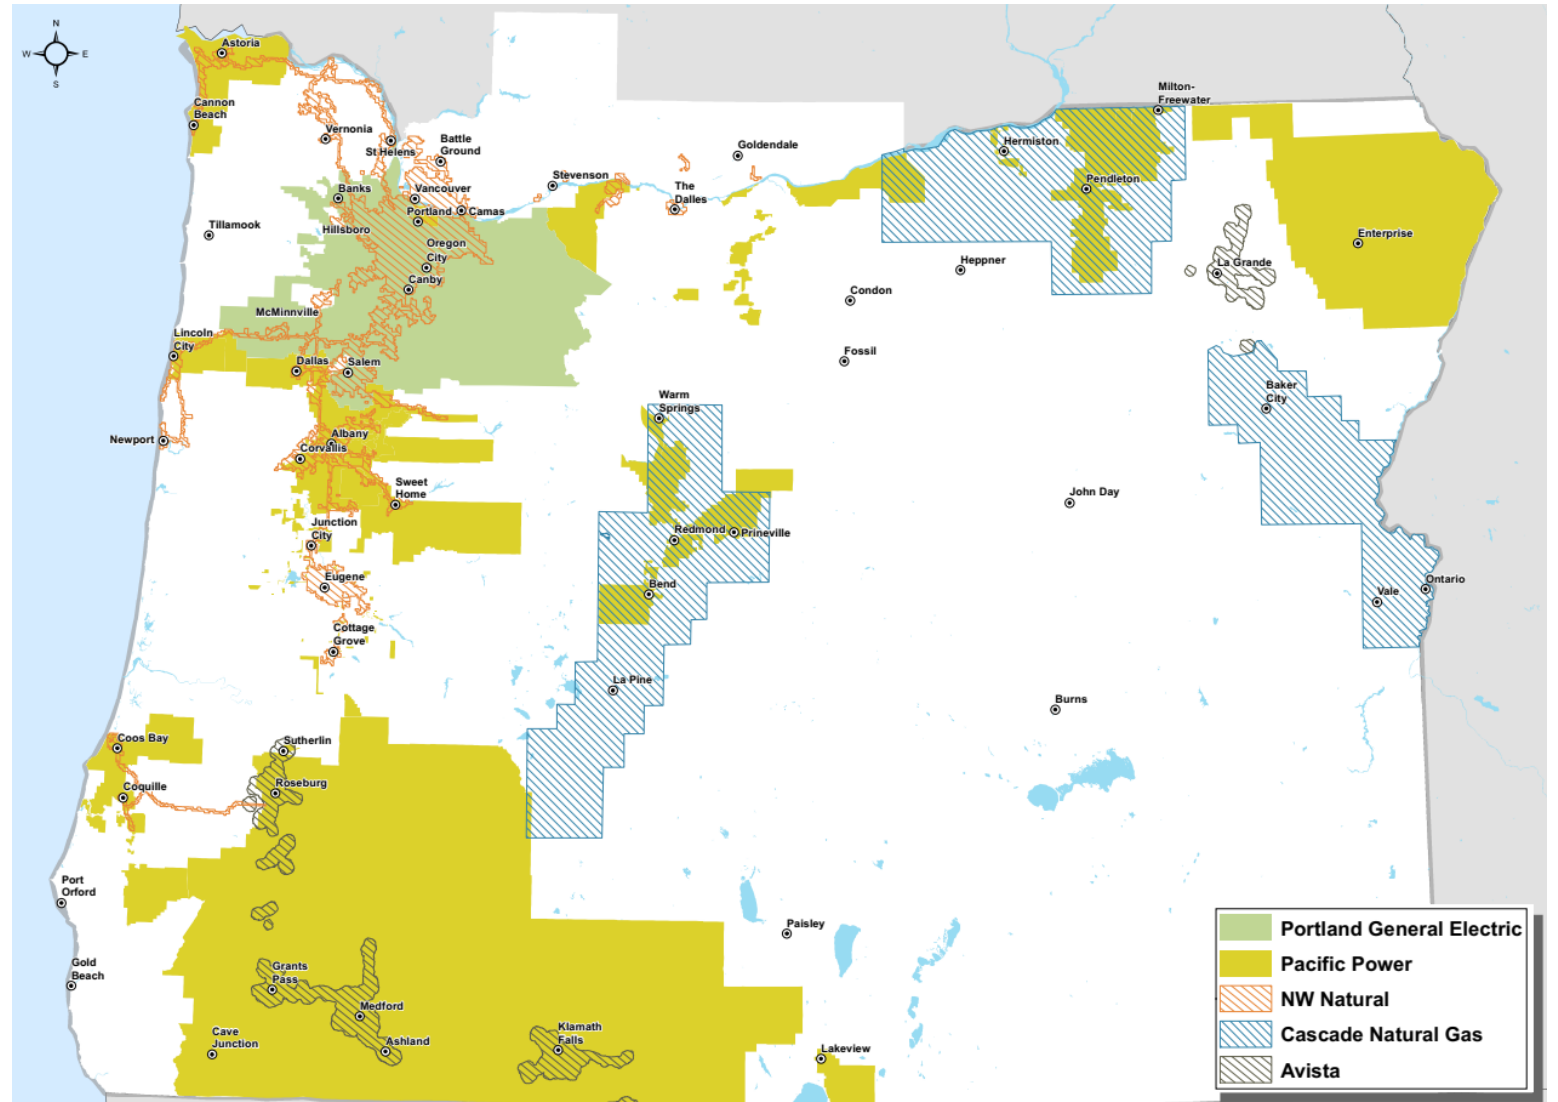 N
W
E
S
Astoria
Cannon
Beach
Vernonia
St Helens
Battle
Ground
Goldendale
Milton-
Freewater
Hermiston
Pendleton
Banks
Vancouver
Stevenson
The
Dalles
Portland
Camas
Tillamook
Hillsboro
Oregon
City
Canby
Enterprise
La Grande
Heppner
Condon
McMinnville
Lincoln
City
Dallas
Salem
Fossil
Warm
Springs
Baker
City
Newport
Albany
Corvallis
Sweet
Home
John Day
Junction
City
Redmond
Prineville
Eugene
Bend
Ontario
Vale
Cottage
Grove
La Pine
Burns
Coos Bay
Sutherlin
Coquille
Roseburg
Port
Orford
Paisley
Gold
Beach
Grants
Pass
Medford
Cave
Junction
Ashland
Klamath
Falls
Lakeview
Portland General Electric
Pacific Power
NW Natural
Cascade Natural Gas
Avista